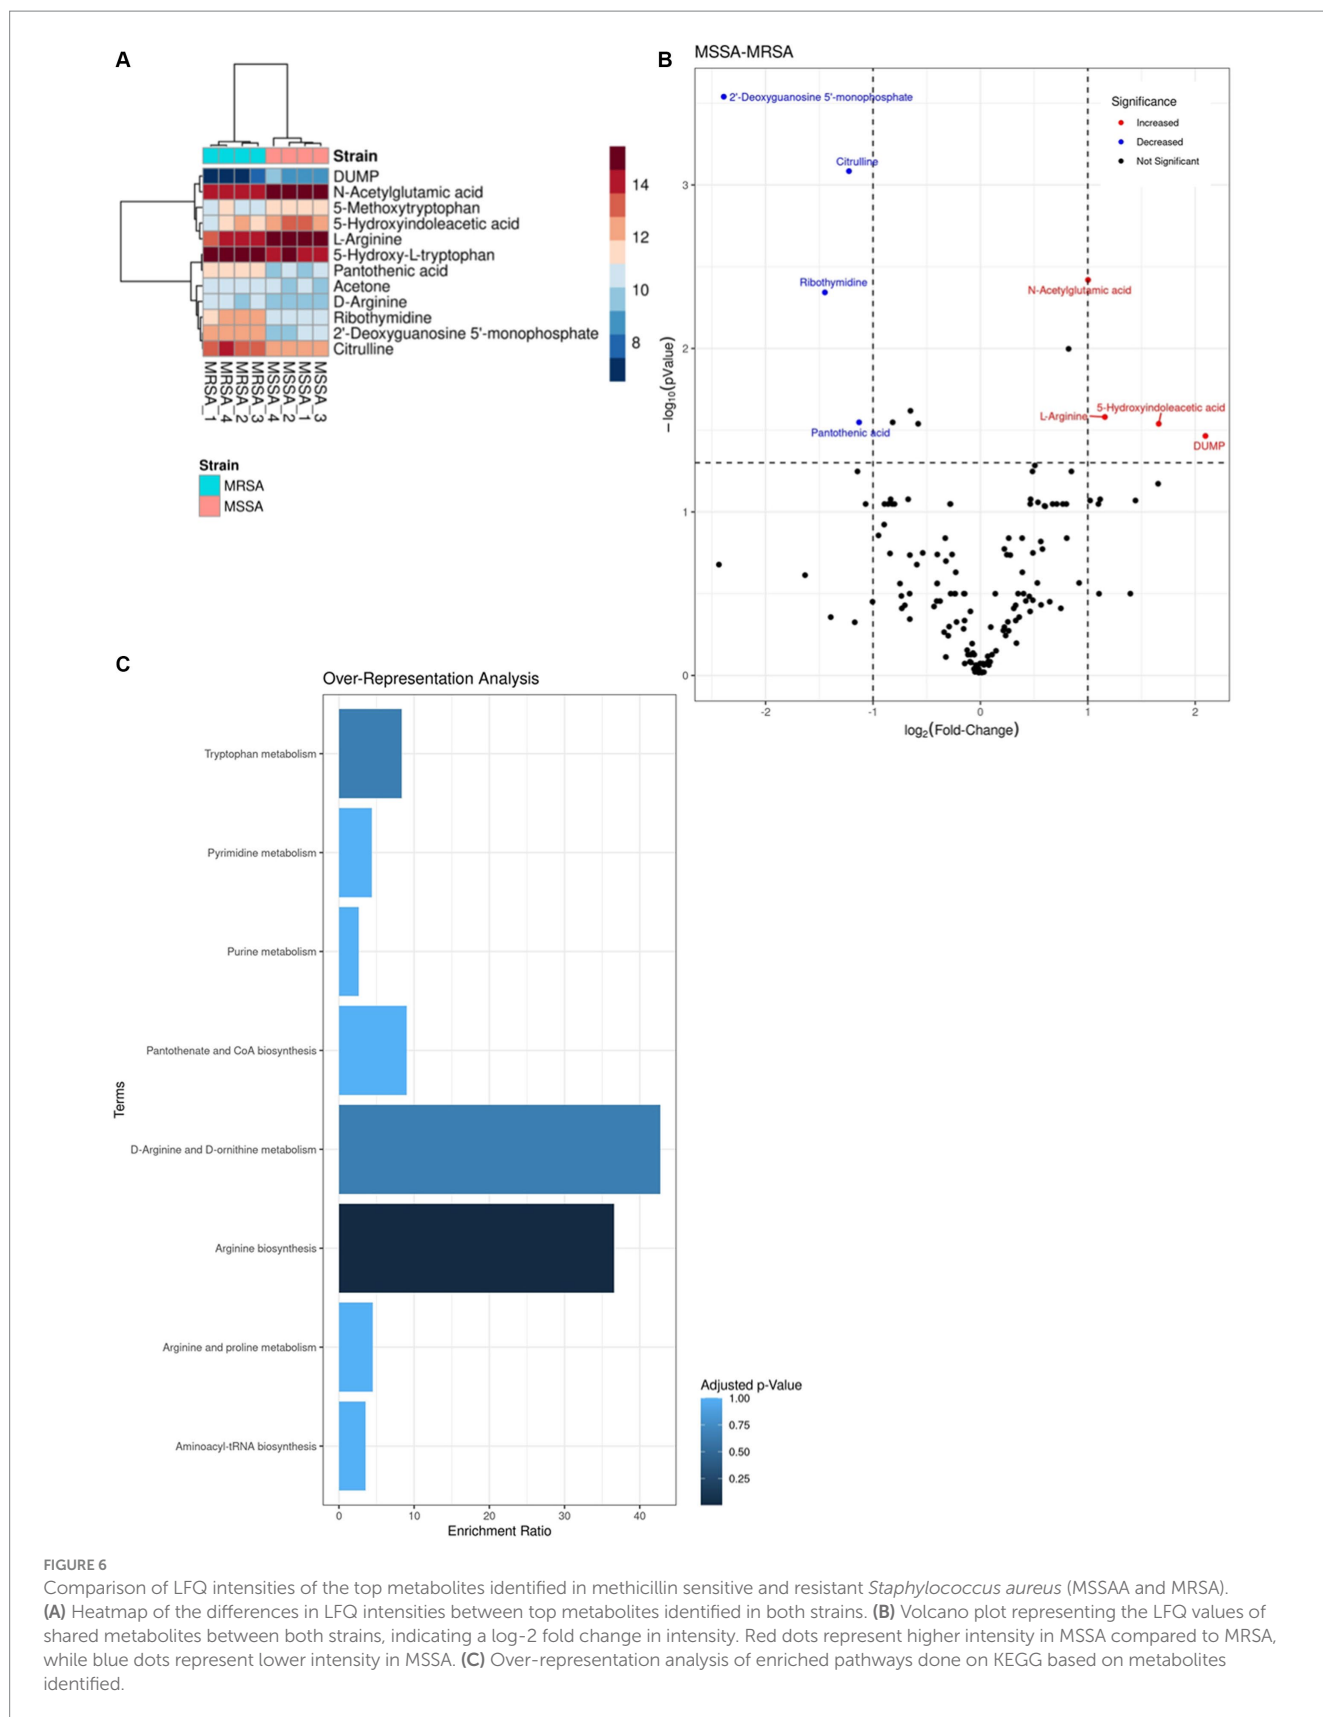 A
Strain
DUMP
N-Acetylglutamic acid
5-Methoxytryptophan
5-Hydroxyindoleacetic acid
L-Arginine
5-Hydroxy-L-tryptophan
Pantothenic acid
Acetone
D-Arginine
Ribothymidine
2'-Deoxyguanosine 5'-monophosphate
Citrulline
14
12
10
8
MRSA_1
MRSA_4
MRSA_2
MRSA_3
MSSA_4
MSSA_2
MSSA_1
MSSA_3
Strain
MRSA
MSSA
B
MSSA-MRSA
2'-Deoxyguanosine 5'-monophosphate
Citrulline
Ribothymidine
Pantothenic acid
N-Acetylglutamic acid
5-Hydroxyindoleacetic acid
L-Arginine
DUMP
Significance
Increased
Decreased
Not Significant
−log10(pValue)
3
2
1
0
-2
-1
0
1
2
log2(Fold-Change)
C
Over-Representation Analysis
Terms
Tryptophan metabolism
Pyrimidine metabolism
Purine metabolism
Pantothenate and CoA biosynthesis
D-Arginine and D-ornithine metabolism
Arginine biosynthesis
Arginine and proline metabolism
Aminoacyl-tRNA biosynthesis
0
10
20
30
40
Enrichment Ratio
Adjusted p-Value
1.00
0.75
0.50
0.25
FIGURE 6
Comparison of LFQ intensities of the top metabolites identified in methicillin sensitive and resistant Staphylococcus aureus (MSSAA and MRSA).
(A) Heatmap of the differences in LFQ intensities between top metabolites identified in both strains. (B) Volcano plot representing the LFQ values of
shared metabolites between both strains, indicating a log-2 fold change in intensity. Red dots represent higher intensity in MSSA compared to MRSA,
while blue dots represent lower intensity in MSSA. (C) Over-representation analysis of enriched pathways done on KEGG based on metabolites
identified.